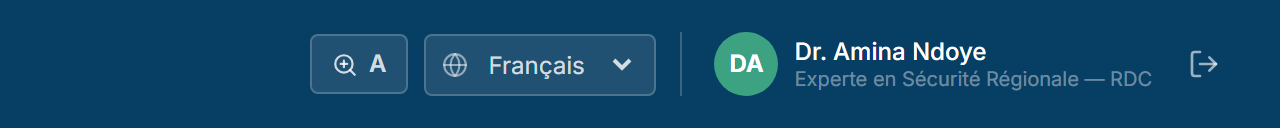 A
Français
DA
Dr. Amina Ndoye
Experte en Sécurité Régionale — RDC